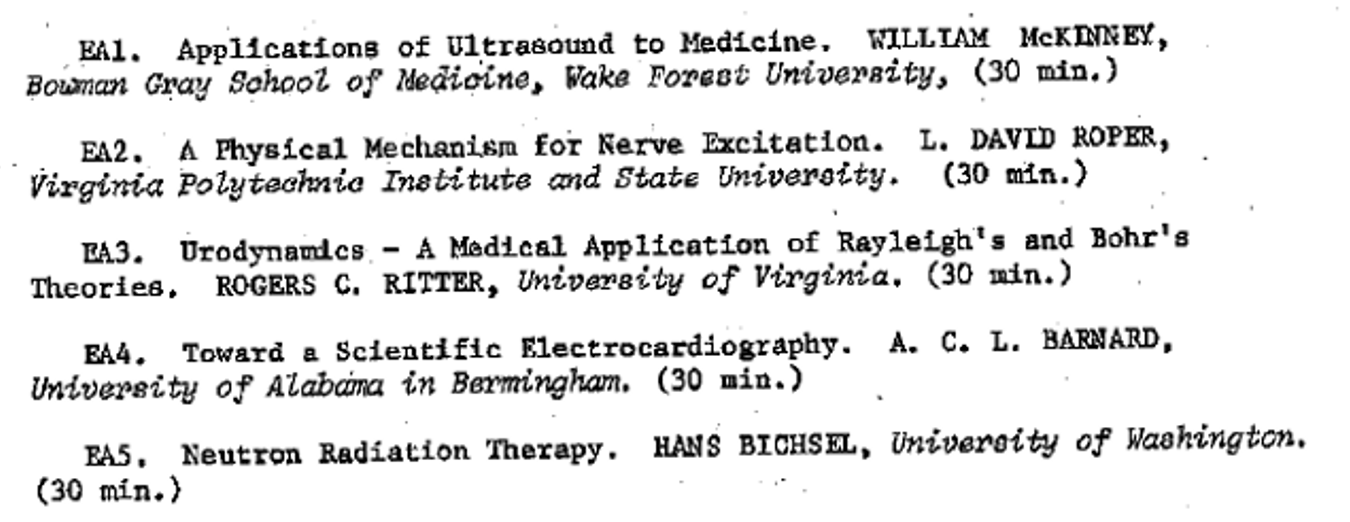 EA1. Applications of Ultrasound to Medicine. WILLIAM McKINNEY,
Bowman Gray School of Medicine, Wake Forest University, (30 min.)
EA2. A Physical Mechanism for Nerve Excitation. L. DAVID ROPER,
Virginia Polytechnic Institute and State University. (30 min.)
EA3. Urodynamics - A Medical Application of Rayleigh's and Bohr's
Theories. ROGERS C. RITTER, University of Virginia. (30 min.)
EA4. Toward a Scientific Electrocardiography. A. C. L. BARNARD,
University of Alabama in Bermingham. (30 min.)
EA5. Neutron Radiation Therapy. HANS BICHSEL, University of Washington.
(30 min.)